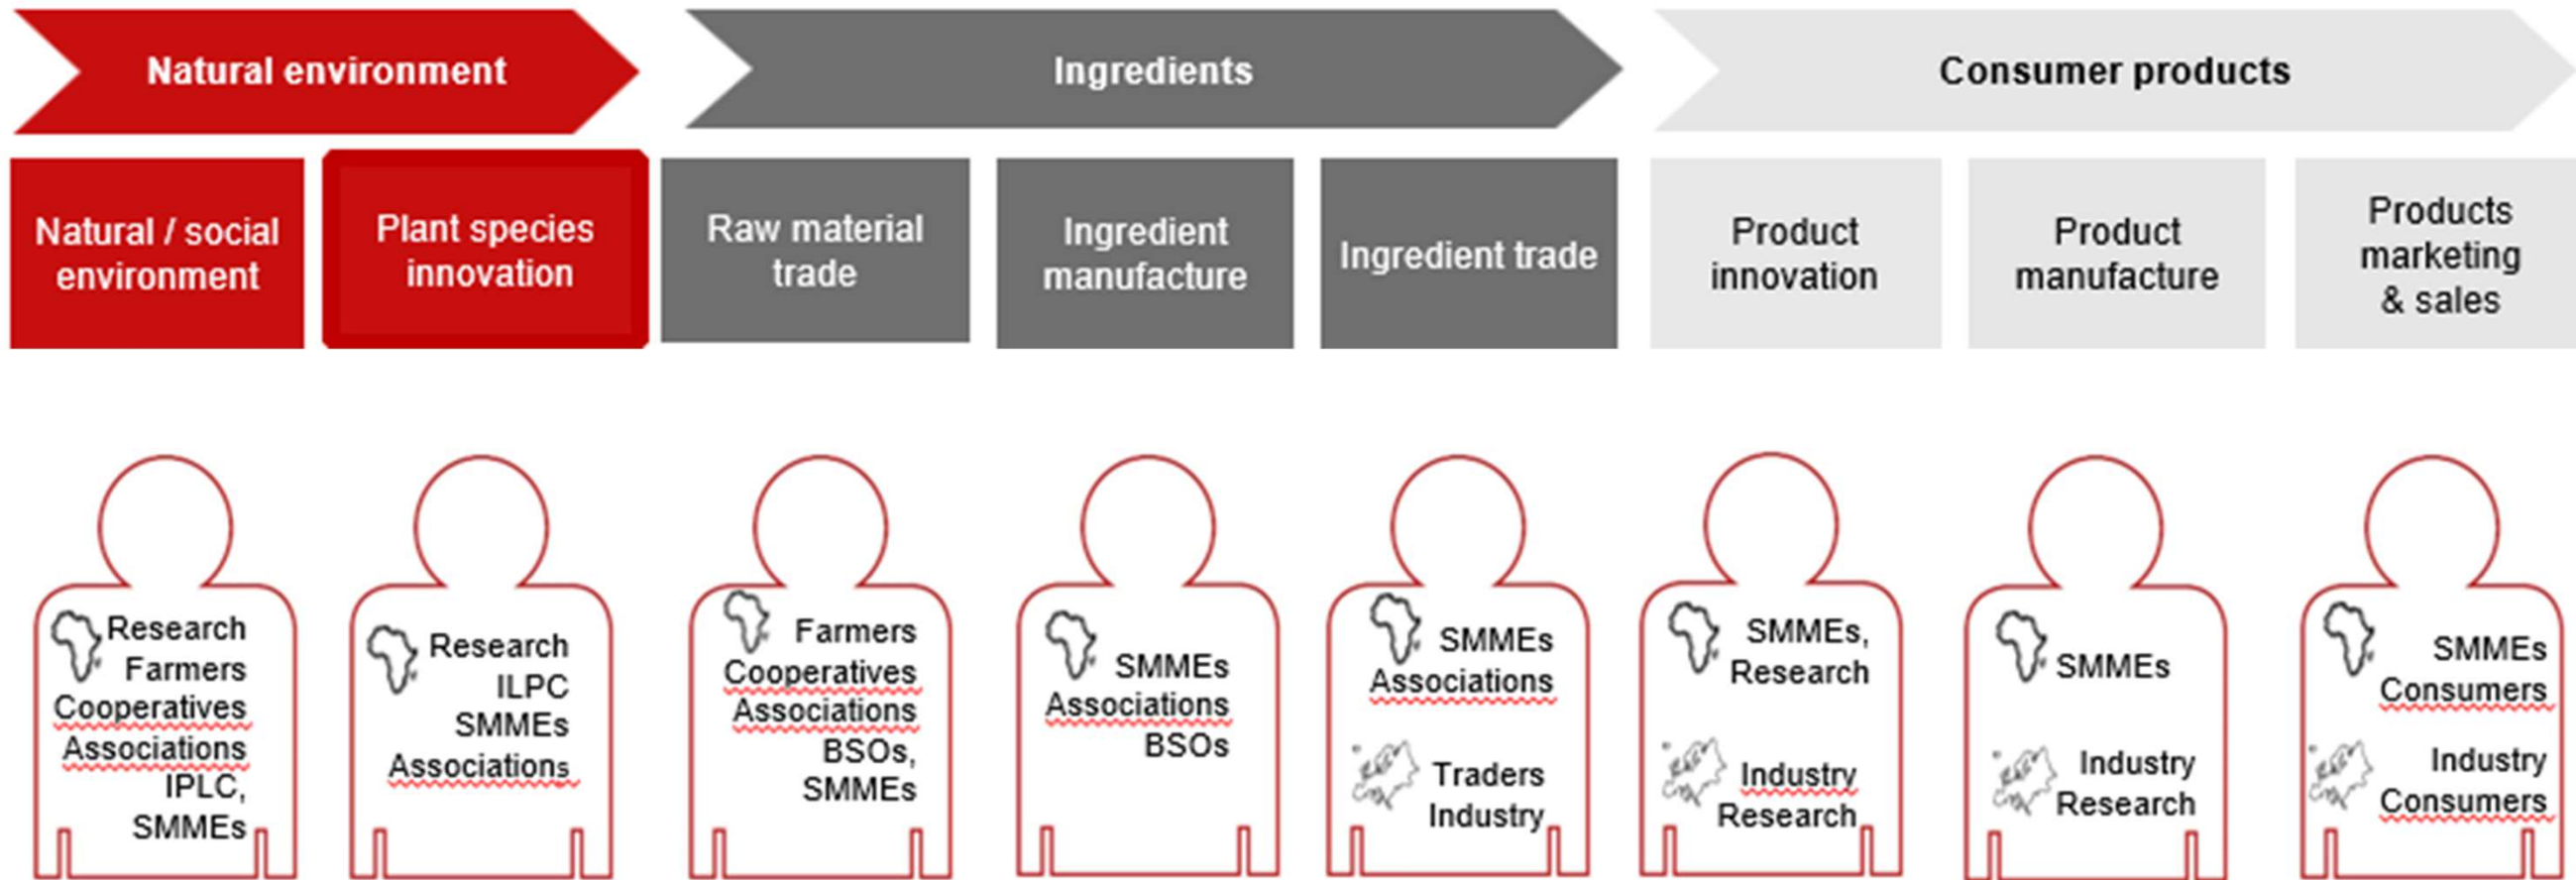 Natural environment
Ingredients
Consumer products
Natural / social
environment
Plant species
innovation
Raw material
trade
Ingredient
manufacture
Ingredient trade
Product
innovation
Product
manufacture
Products
marketing
& sales
Research
Farmers
Cooperatives
Associations
IPLC,
SMMEs
Research
ILPC
SMMEs
Associations
Farmers
Cooperatives
Associations
BSOs,
SMMEs
SMMEs
Associations
BSOs
SMMEs
Associations
Traders
Industry
SMMEs,
Research
Industry
Research
SMMEs
Industry
Research
SMMEs
Consumers
Industry
Consumers